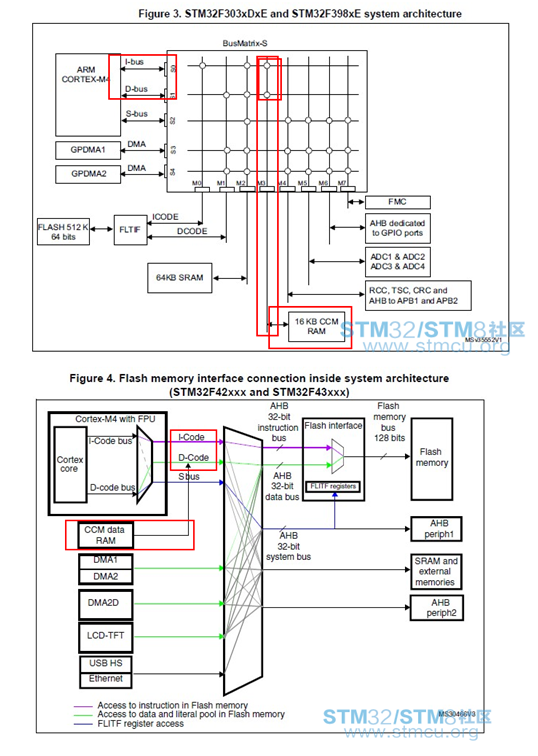 Figure 3. STM32F303xDxE and STM32F398xE system architecture
BusMatrix-S
ARM
CORTEX-M4
I-bus
D-bus
S-bus
DMA
DMA
GPDMA1
GPDMA2
S0
S1
S2
S3
S4
M0
M1
M2
M3
M4
M5
M6
M7
ICODE
DCODE
FLASH 512 K
64 bits
FLTIF
64KB SRAM
FMC
AHB dedicated
to GPIO ports
ADC1 & ADC2
ADC3 & ADC4
RCC, TSC, CRC and
AHB to APB1 and APB2
16 KB CCM
RAM
STM32/STM8社区
www.stmcu.org
MSv35552V1
Figure 4. Flash memory interface connection inside system architecture
(STM32F42xxx and STM32F43xxx)
Cortex-M4 with FPU
I-Code bus
Cortex
core
D-code bus
I-Code
D-Code
S bus
CCM data
RAM
DMA1
DMA2
DMA2D
LCD-TFT
USB HS
Ethernet
AHB
32-bit
instruction
bus
AHB
32-bit
data bus
AHB
32-bit
system bus
Flash interface
FLITF registers
Flash
memory
bus
128 bits
Flash
memory
AHB
periph1
SRAM and
external
memories
AHB
periph2
Access to instruction in Flash memory
Access to data and literal pool in Flash memory
FLITF register access
STM32/STM8社区
www.stmcu.org